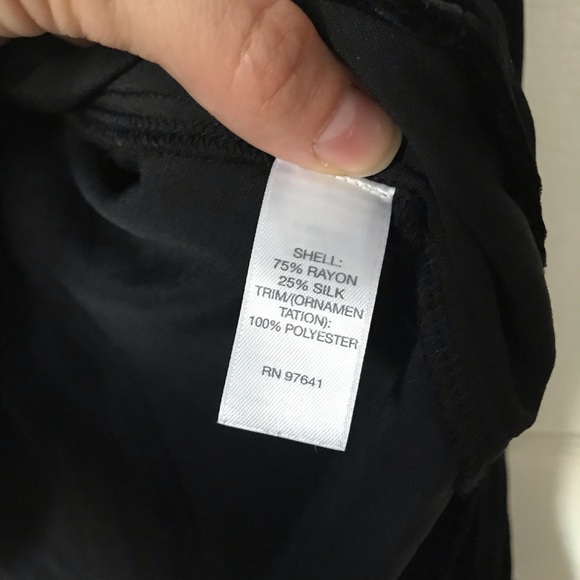 SHELL:
75% RAYON
25% SILK
TRIM/(ORNAMEN
TATION):
100% POLYESTER
RN 97641